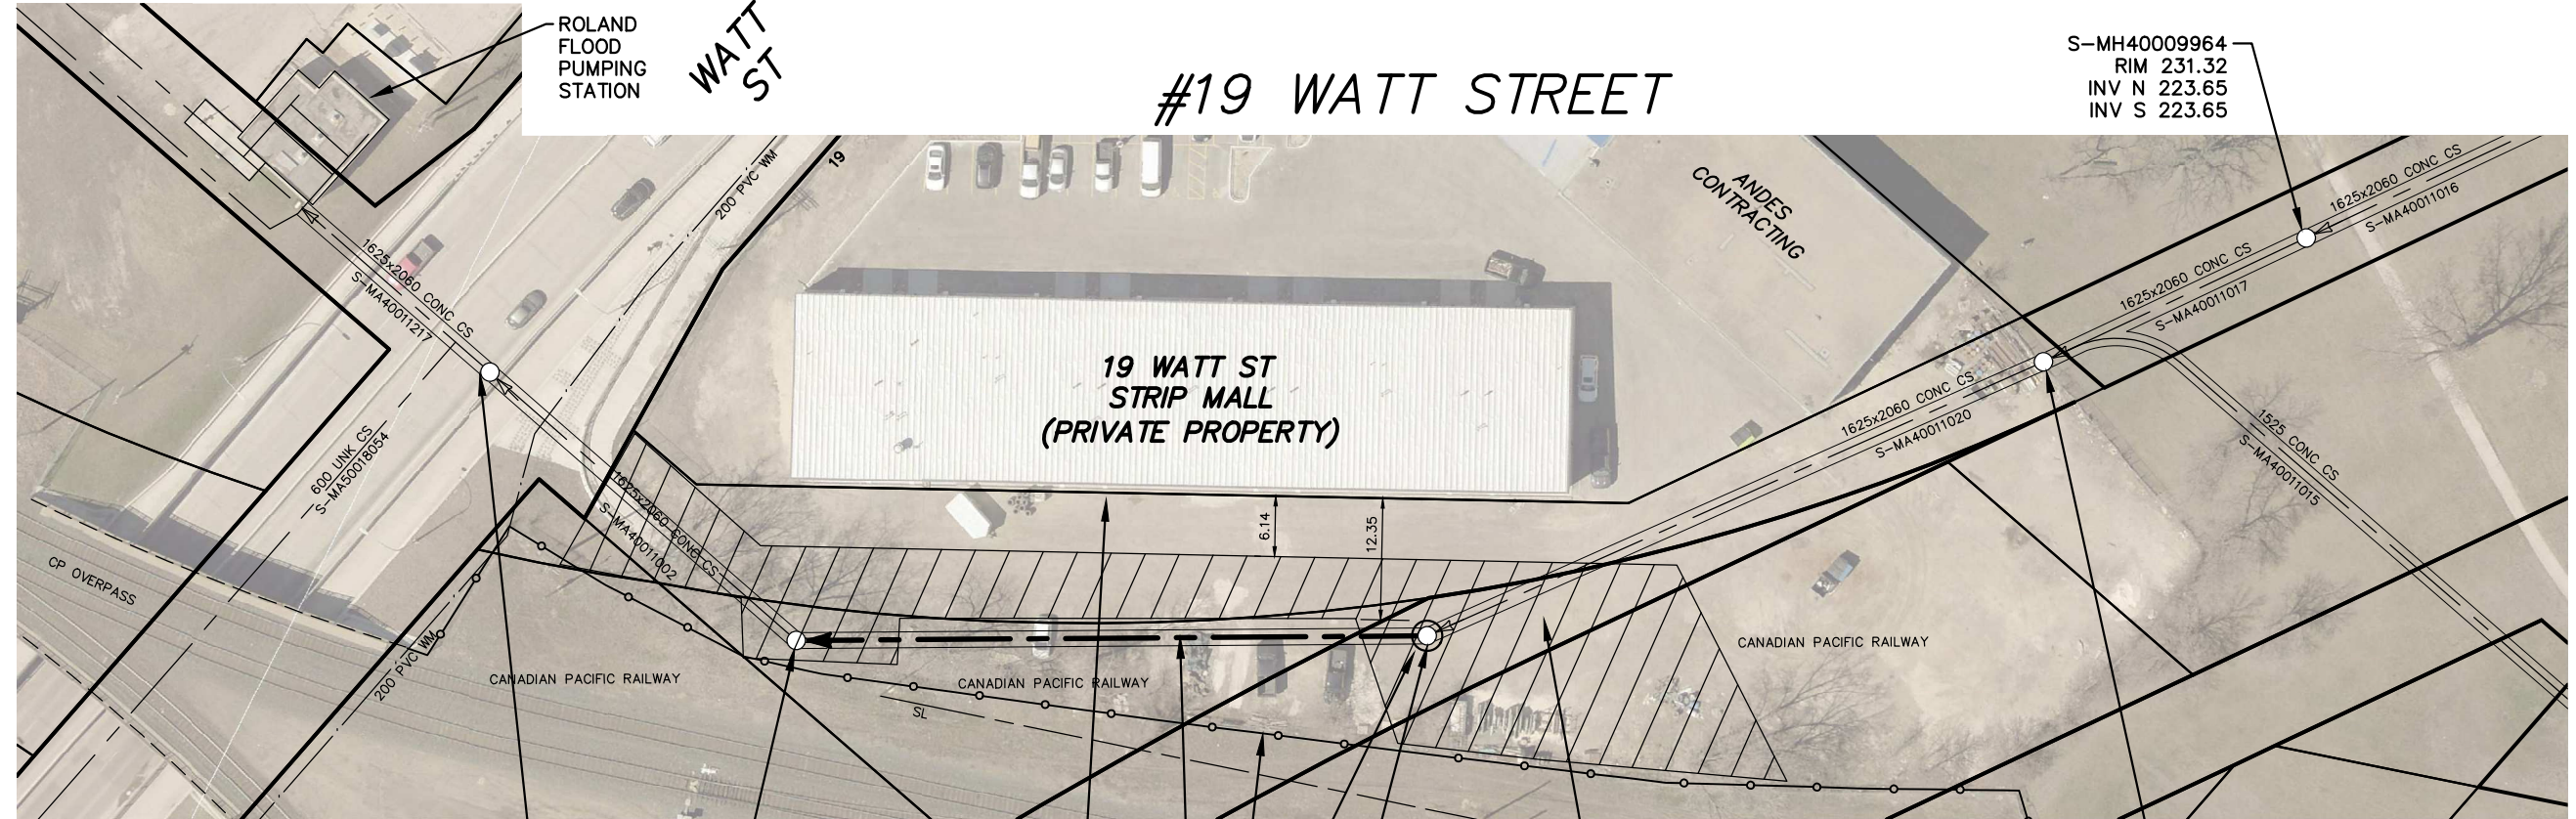 ROLAND
FLOOD
PUMPING
STATION
WATT
ST
#19 WATT STREET
S-MH40009964
RIM 231.32
INV N 223.65
INV S 223.65
200 PVC WM
19
ANDES
CONTRACTING
1625x2060 CONC CS
S-MA40011016
1625x2060 CONC CS
S-MA40011217
1625x2060 CONC CS
S-MA40011017
19 WATT ST
STRIP MALL
(PRIVATE PROPERTY)
1625x2060 CONC CS
S-MA40011020
1525 CONC CS
S-MA40011015
600 UNK CS
S-MA50018054
1625x2060 CONC CS
S-MA40011002
6.14
12.35
CP OVERPASS
200 PVC WM
CANADIAN PACIFIC RAILWAY
CANADIAN PACIFIC RAILWAY
CANADIAN PACIFIC RAILWAY
SL